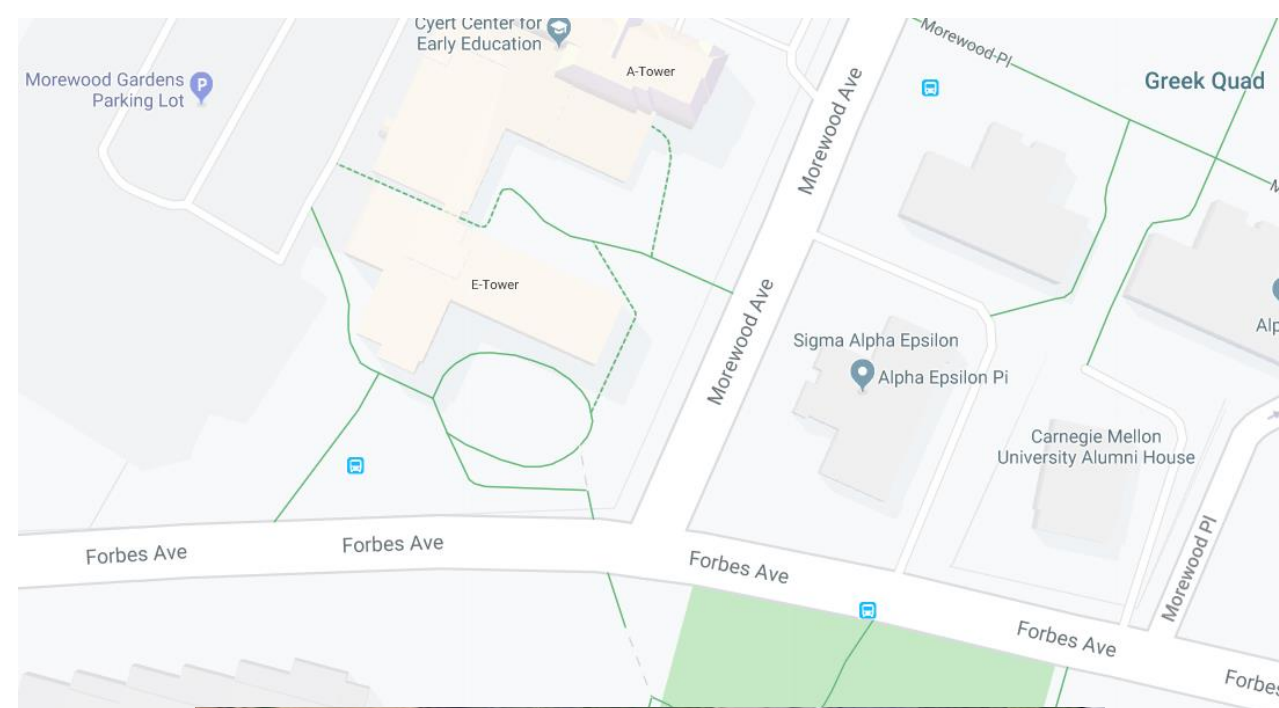 Cyert Center for
Early Education
Morewood-Pl
A-Tower
Morewood Gardens
Parking Lot
P
Greek Quad
Morewood Ave
E-Tower
Morewood Ave
Sigma Alpha Epsilon
Alpha Epsilon Pi
Alp
Carnegie Mellon
University Alumni House
Morewood Pl
Forbes Ave
Forbes Ave
Forbes Ave
Forbes Ave
Forbes